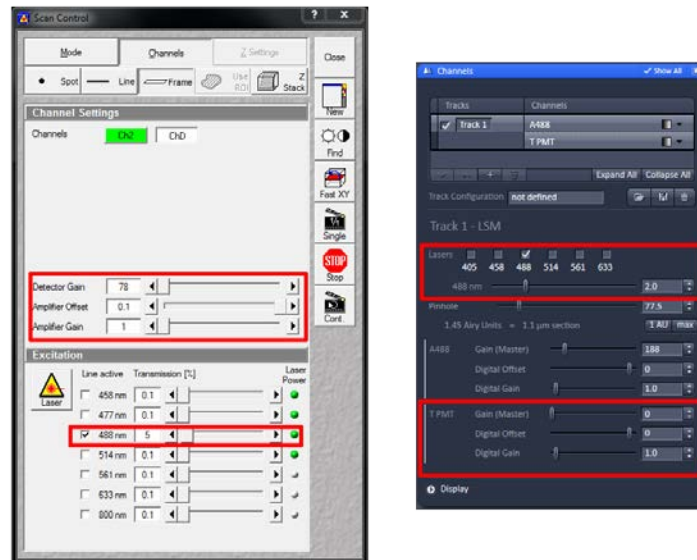 Scan Control
? x
Mode
Channels
Z Settings
Close
Spot
Line
Frame
Use ROI
Z Stack
Channel Settings
New
Channels
Ch2
ChD
Find
Fast XY
Single
STOP
Stop
Detector Gain 78
Amplifier Offset 0.1
Amplifier Gain 1
Cont.
Excitation
Line active Transmission [%] Laser Power
Laser
458 nm 0.1
477 nm 0.1
488 nm 5
514 nm 0.1
561 nm 0.1
633 nm 0.1
800 nm 0.1
Channels
Show All
Tracks
Channels
Track 1
A488
T PMT
Expand All
Collapse All
Track Configuration not defined
Track 1 - LSM
Lasers
405 458 488 514 561 633
488 nm 2.0
Pinhole 77.5
1.45 Airy Units = 1.1 μm section 1 AU max
A488 Gain (Master) 188
Digital Offset 0
Digital Gain 1.0
T PMT Gain (Master) 0
Digital Offset 0
Digital Gain 1.0
Display